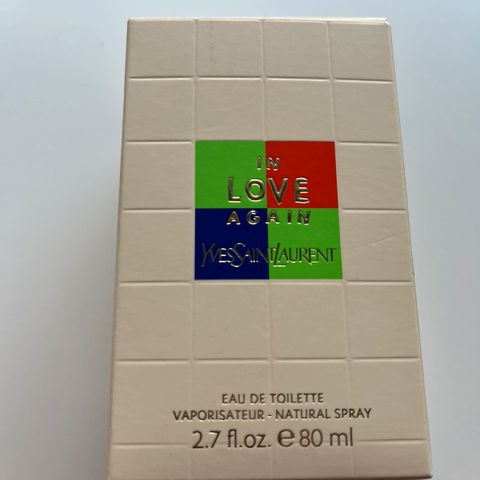 IN
LOVE
AGAIN
YVESSAINTLAURENT
EAU DE TOILETTE
VAPORISATEUR - NATURAL SPRAY
2.7 fl.oz. e 80 ml